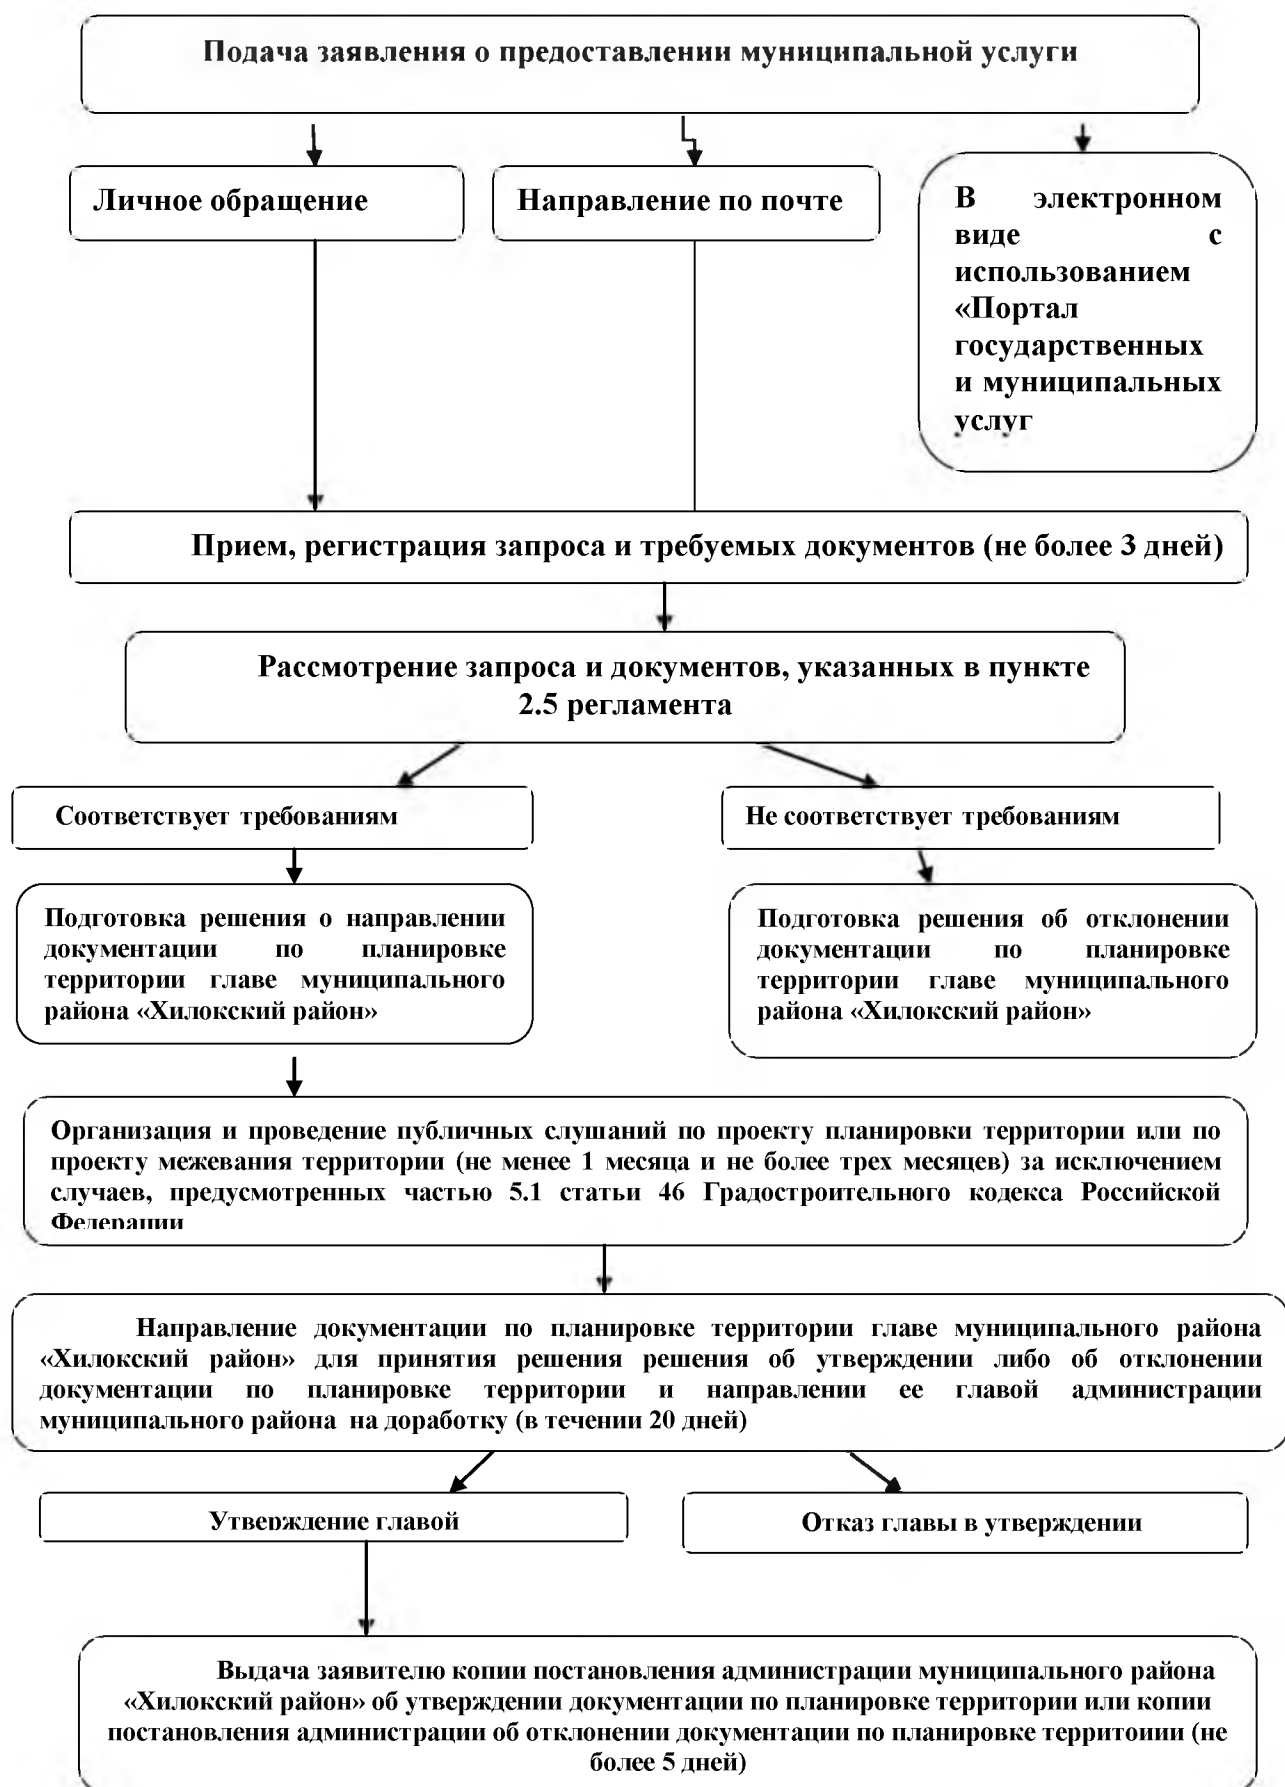 Подача заявления о предоставлении муниципальной услуги
Личное обращение
Направление по почте
В электронном
виде с
использованием
«Портал
государственных
и муниципальных
услуг
Прием, регистрация запроса и требуемых документов (не более 3 дней)
Рассмотрение запроса и документов, указанных в пункте
2.5 регламента
Соответствует требованиям
Не соответствует требованиям
Подготовка решения о направлении
документации по планировке
территории главе муниципального
района «Хилокский район»
Подготовка решения об отклонении
документации по планировке
территории главе муниципального
района «Хилокский район»
Организация и проведение публичных слушаний по проекту планировки территории или по
проекту межевания территории (не менее 1 месяца и не более трех месяцев) за исключением
случаев, предусмотренных частью 5.1 статьи 46 Градостроительного кодекса Российской
Федерации
Направление документации по планировке территории главе муниципального района
«Хилокский район» для принятия решения решения об утверждении либо об отклонении
документации по планировке территории и направлении ее главой администрации
муниципального района на доработку (в течении 20 дней)
Утверждение главой
Отказ главы в утверждении
Выдача заявителю копии постановления администрации муниципального района
«Хилокский район» об утверждении документации по планировке территории или копии
постановления администрации об отклонении документации по планировке территоиии (не
более 5 дней)